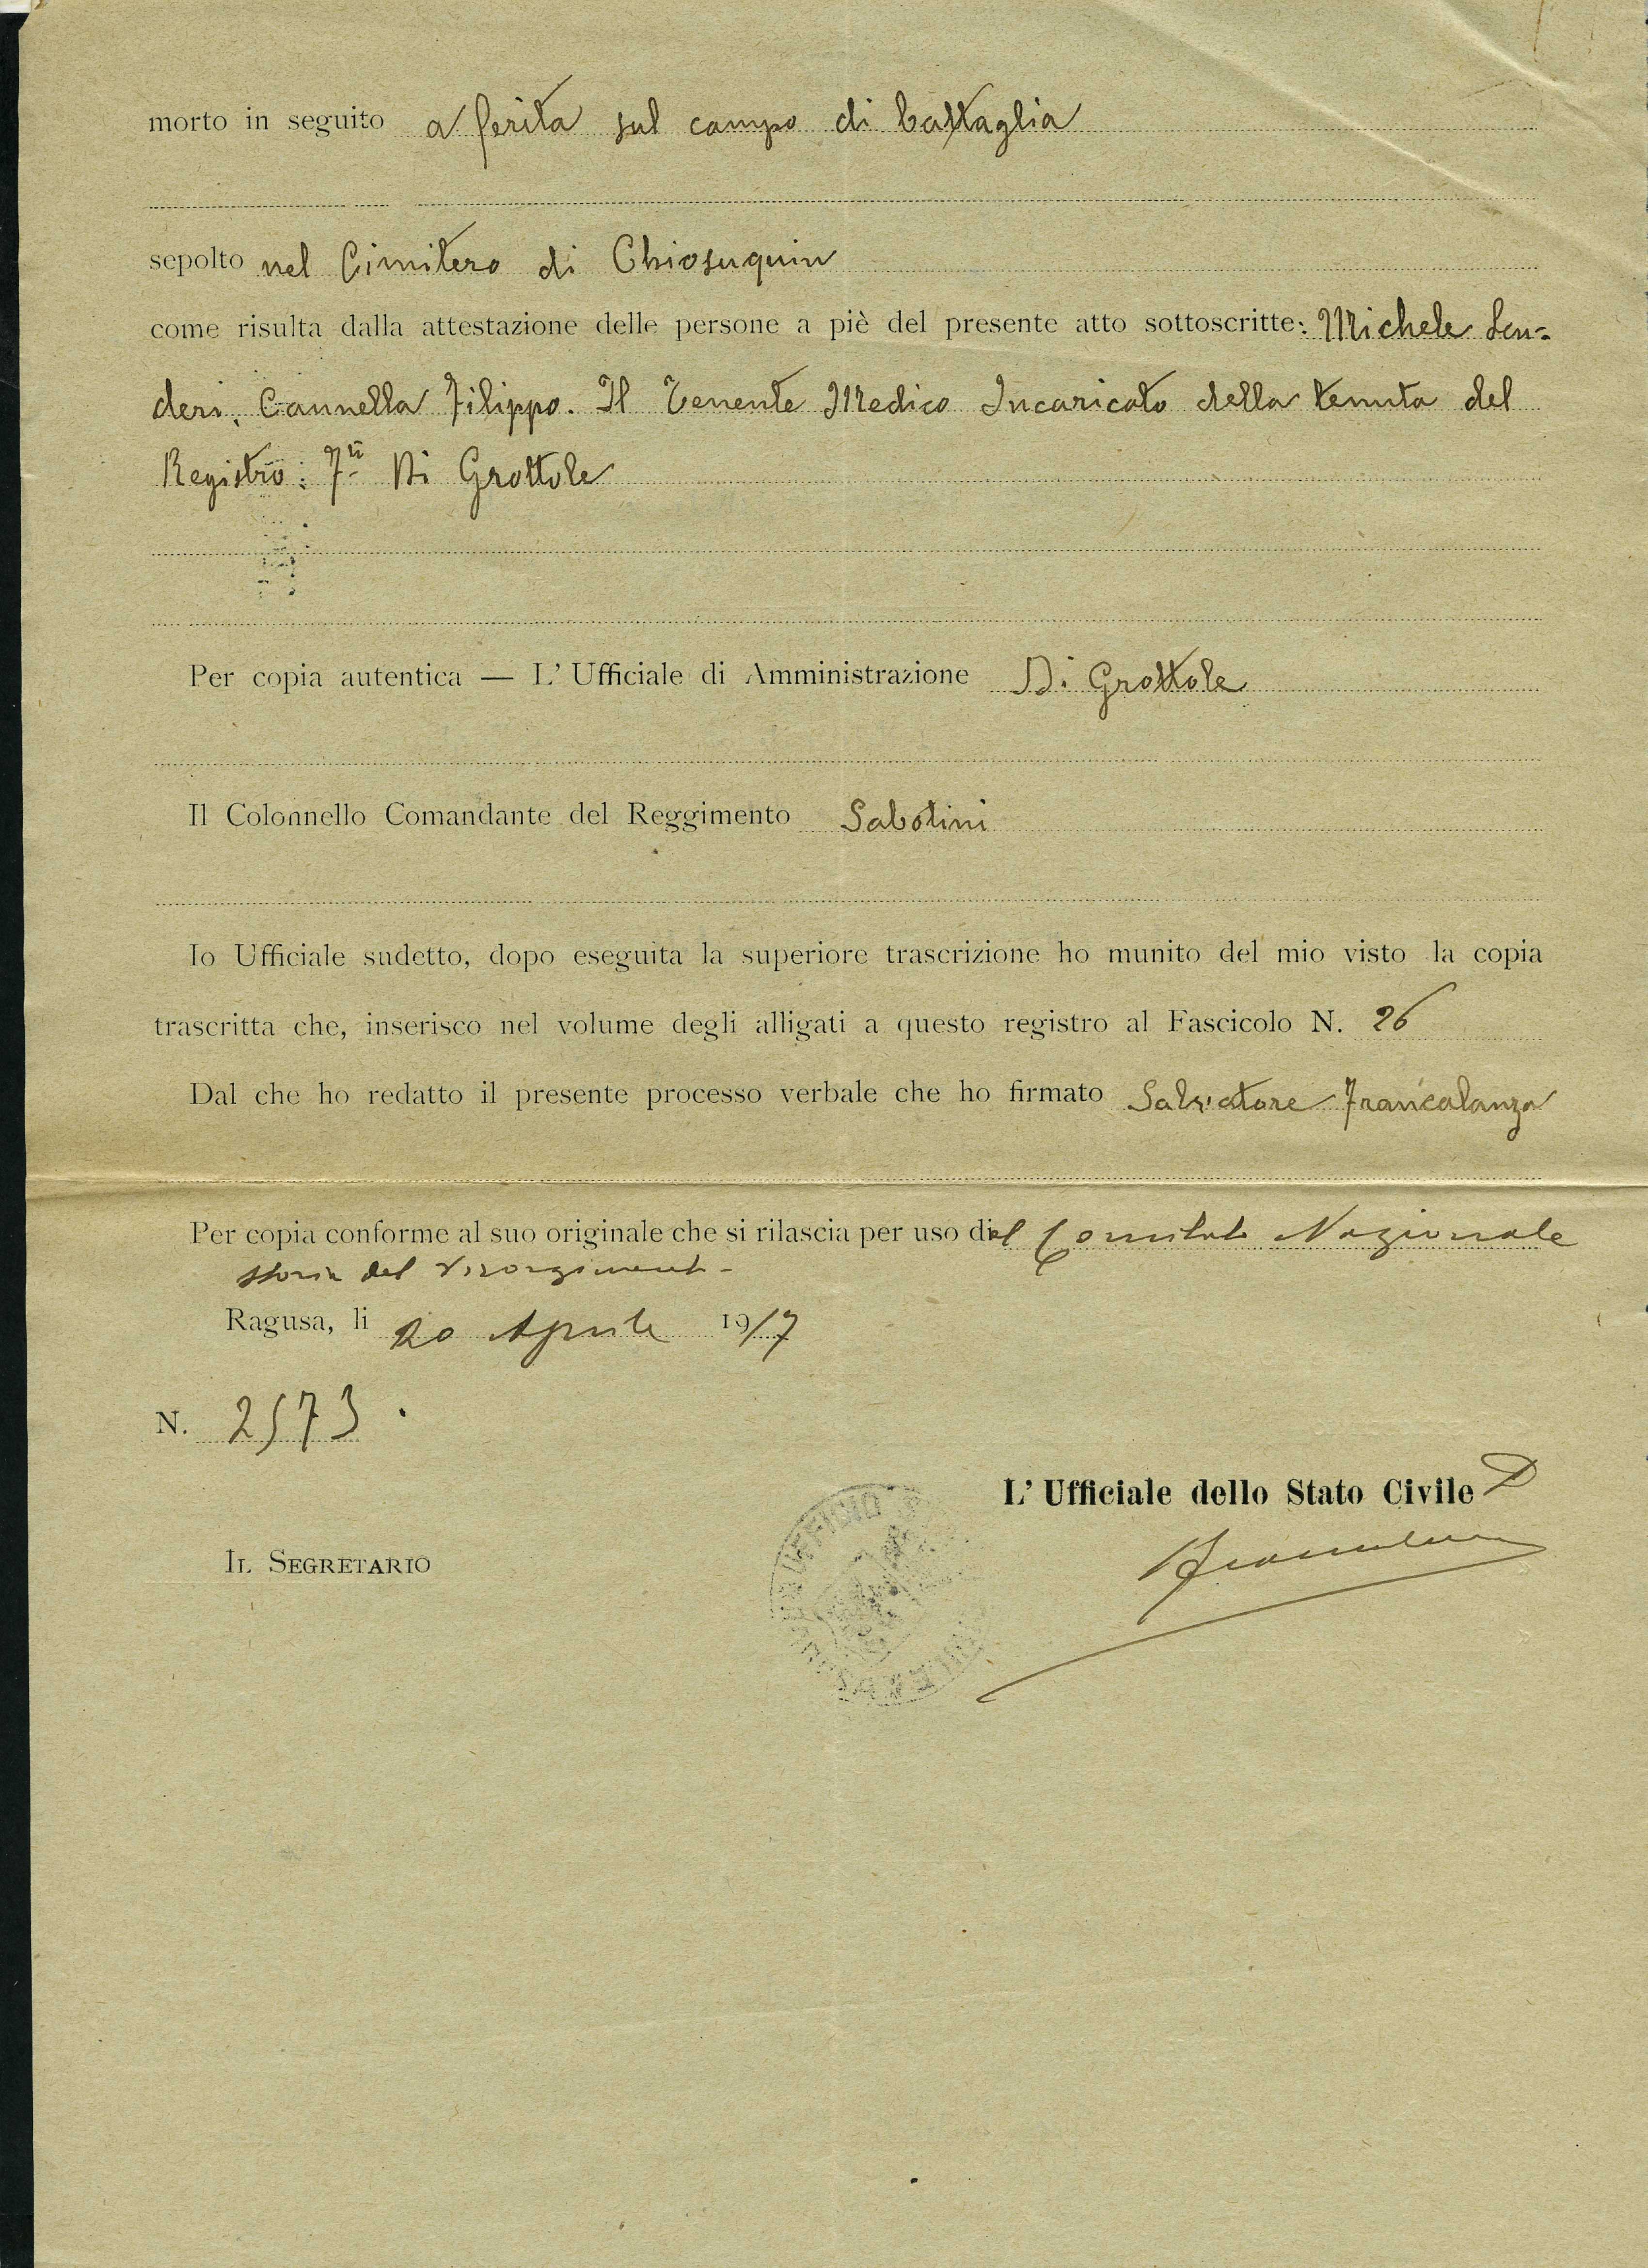 morto in seguito a ferita sul campo di battaglia
sepolto nel Cimitero di Chiosuquin
come risulta dalla attestazione delle persone a piè del presente atto sottoscritte: Michele Scu-
deri, Cannella Filippo. Il Tenente Medico Incaricato della tenuta del
Registro: Di Grottole
Per copia autentica — L' Ufficiale di Amministrazione Di Grottole
Il Colonnello Comandante del Reggimento Sabotini
Io Ufficiale sudetto, dopo eseguita la superiore trascrizione ho munito del mio visto la copia
trascritta che, inserisco nel volume degli alligati a questo registro al Fascicolo N. 26
Dal che ho redatto il presente processo verbale che ho firmato Salvatore Francalanza
Per copia conforme al suo originale che si rilascia per uso del Comitato Nazionale
storia del risorgimento -
Ragusa, li 20 Aprile 1917
N. 2573.
L' Ufficiale dello Stato Civile
IL SEGRETARIO
UFFICIO